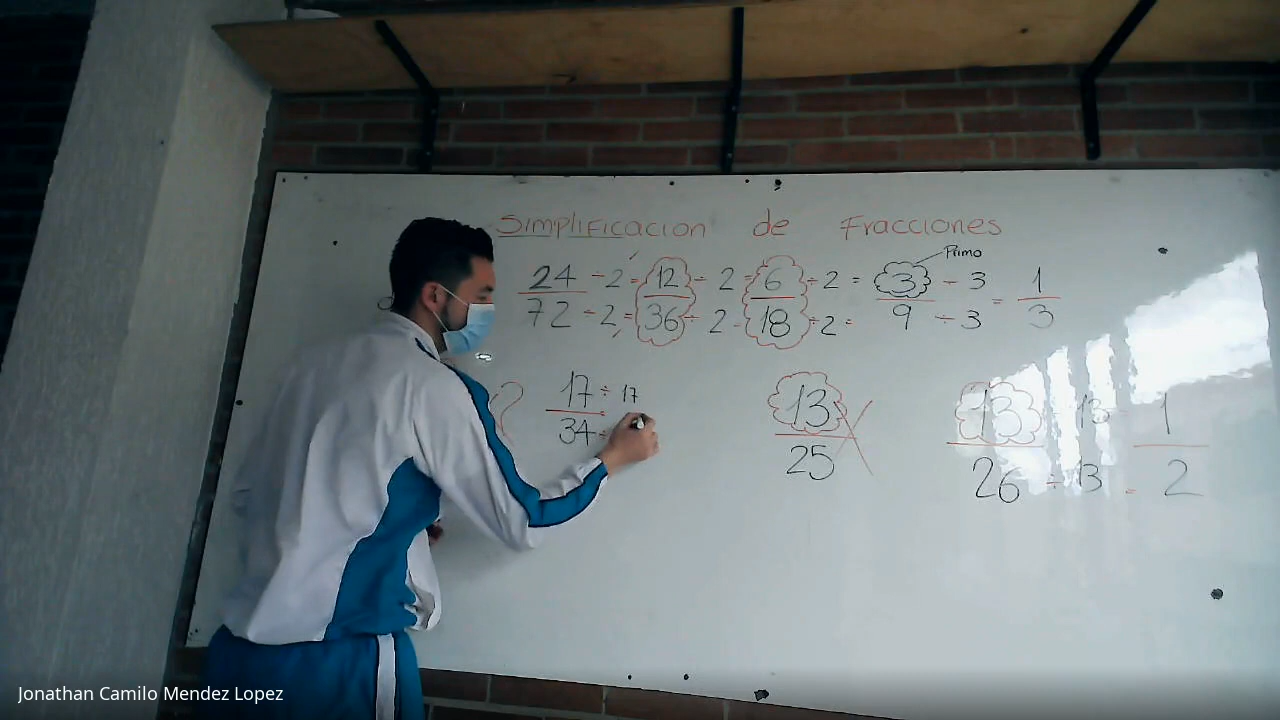 Simplificacion de Fracciones
Primo
24 ÷ 2 = 12 ÷ 2 = 6 ÷ 2 = 3 ÷ 3 = 1
72 ÷ 2 = 36 ÷ 2 = 18 ÷ 2 = 9 ÷ 3 = 3
? 17 ÷ 17 13 X 13 ÷ 13 1
34 ÷ 25 26 ÷ 13 = 2
Jonathan Camilo Mendez Lopez